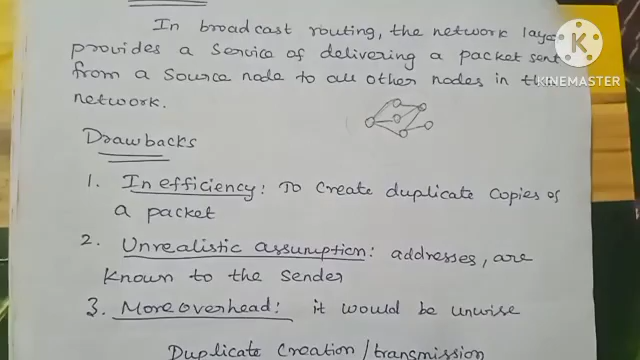 In broadcast routing, the network layer
provides a service of delivering a packet sent
from a source node to all other nodes in the
network.
Drawbacks
1. In efficiency: To create duplicate copies of
a packet
2. Unrealistic assumption: addresses, are
known to the sender
3. More overhead: it would be unwise
Duplicate creation/transmission
KINEMASTER